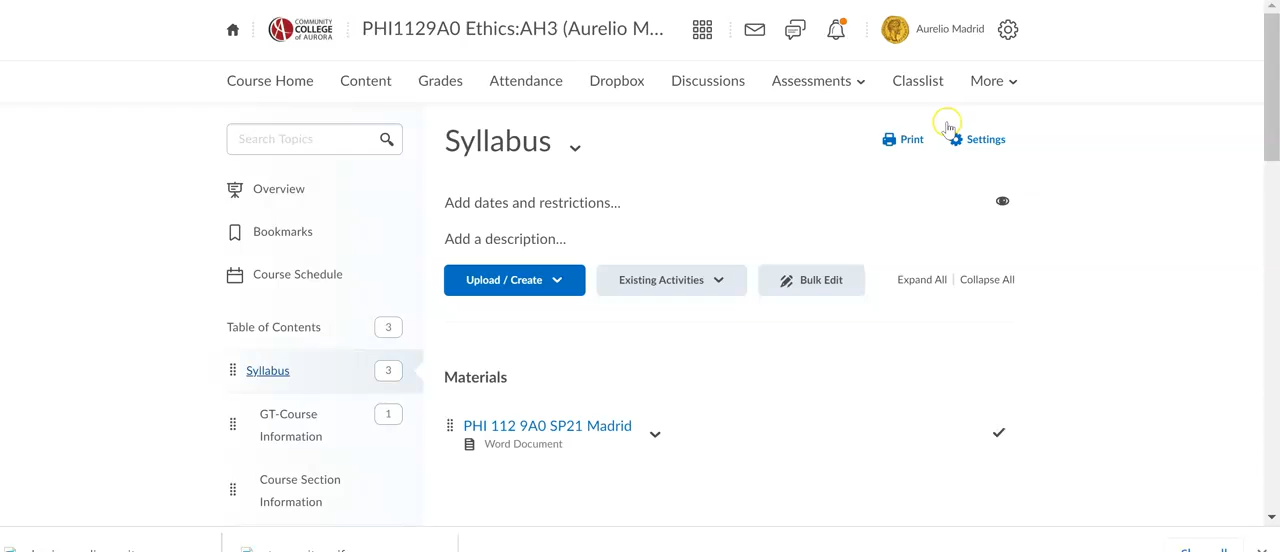 COMMUNITY
COLLEGE
of AURORA
PHI1129A0 Ethics:AH3 (Aurelio M...
Aurelio Madrid
Course Home Content Grades Attendance Dropbox Discussions Assessments Classlist More
Search Topics
Overview
Bookmarks
Course Schedule
Table of Contents 3
Syllabus 3
GT-Course 1
Information
Course Section
Information
Syllabus
Print Settings
Add dates and restrictions...
Add a description...
Upload / Create Existing Activities Bulk Edit Expand All Collapse All
Materials
PHI 112 9A0 SP21 Madrid
Word Document